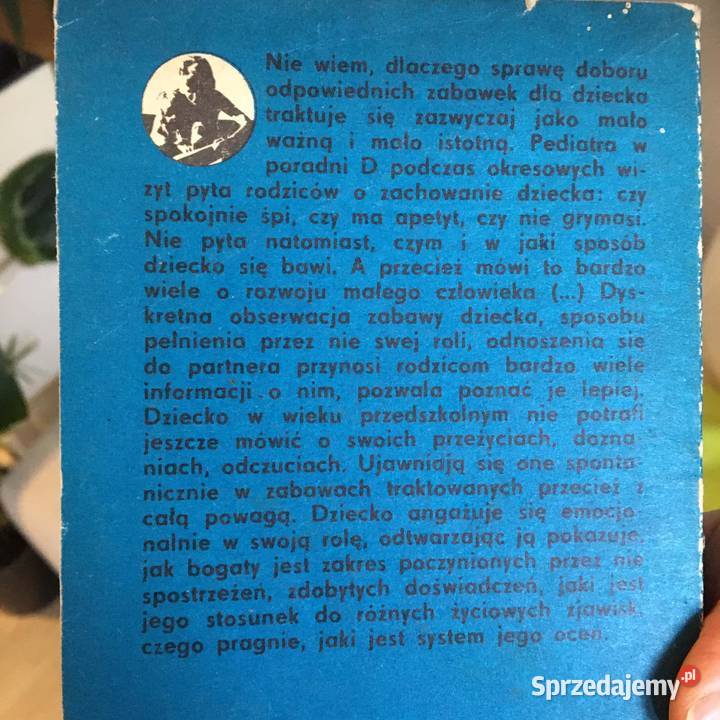 Nie wiem, dlaczego sprawę doboru
odpowiednich zabawek dla dziecka
traktuje się zazwyczaj jako mało
ważną i mało istotną. Pediatra w
poradni D podczas okresowych wi-
zyt pyta rodziców o zachowanie dziecka: czy
spokojnie śpi, czy ma apetyt, czy nie grymasi.
Nie pyta natomiast, czym i w jaki sposób
dziecko się bawi. A przecież mówi to bardzo
wiele o rozwoju małego człowieka (...) Dys-
kretna obserwacja zabawy dziecka, sposobu
pełnienia przez nie swej roli, odnoszenia się
do partnera przynosi rodzicom bardzo wiele
informacji o nim, pozwala poznać je lepiej.
Dziecko w wieku przedszkolnym nie potrafi
jeszcze mówić o swoich przeżyciach, dozna-
niach, odczuciach. Ujawniają się one sponta-
nicznie w zabawach traktowanych przecież z
całą powagą. Dziecko angażuje się emocjo-
nalnie w swoją rolę, odtwarzając ją pokazuje,
jak bogaty jest zakres poczynionych przez nie
spostrzeżeń, zdobytych doświadczeń, jaki jest
jego stosunek do różnych życiowych zjawisk,
czego pragnie, jaki jest system jego ocen.
Sprzedajemy.pl